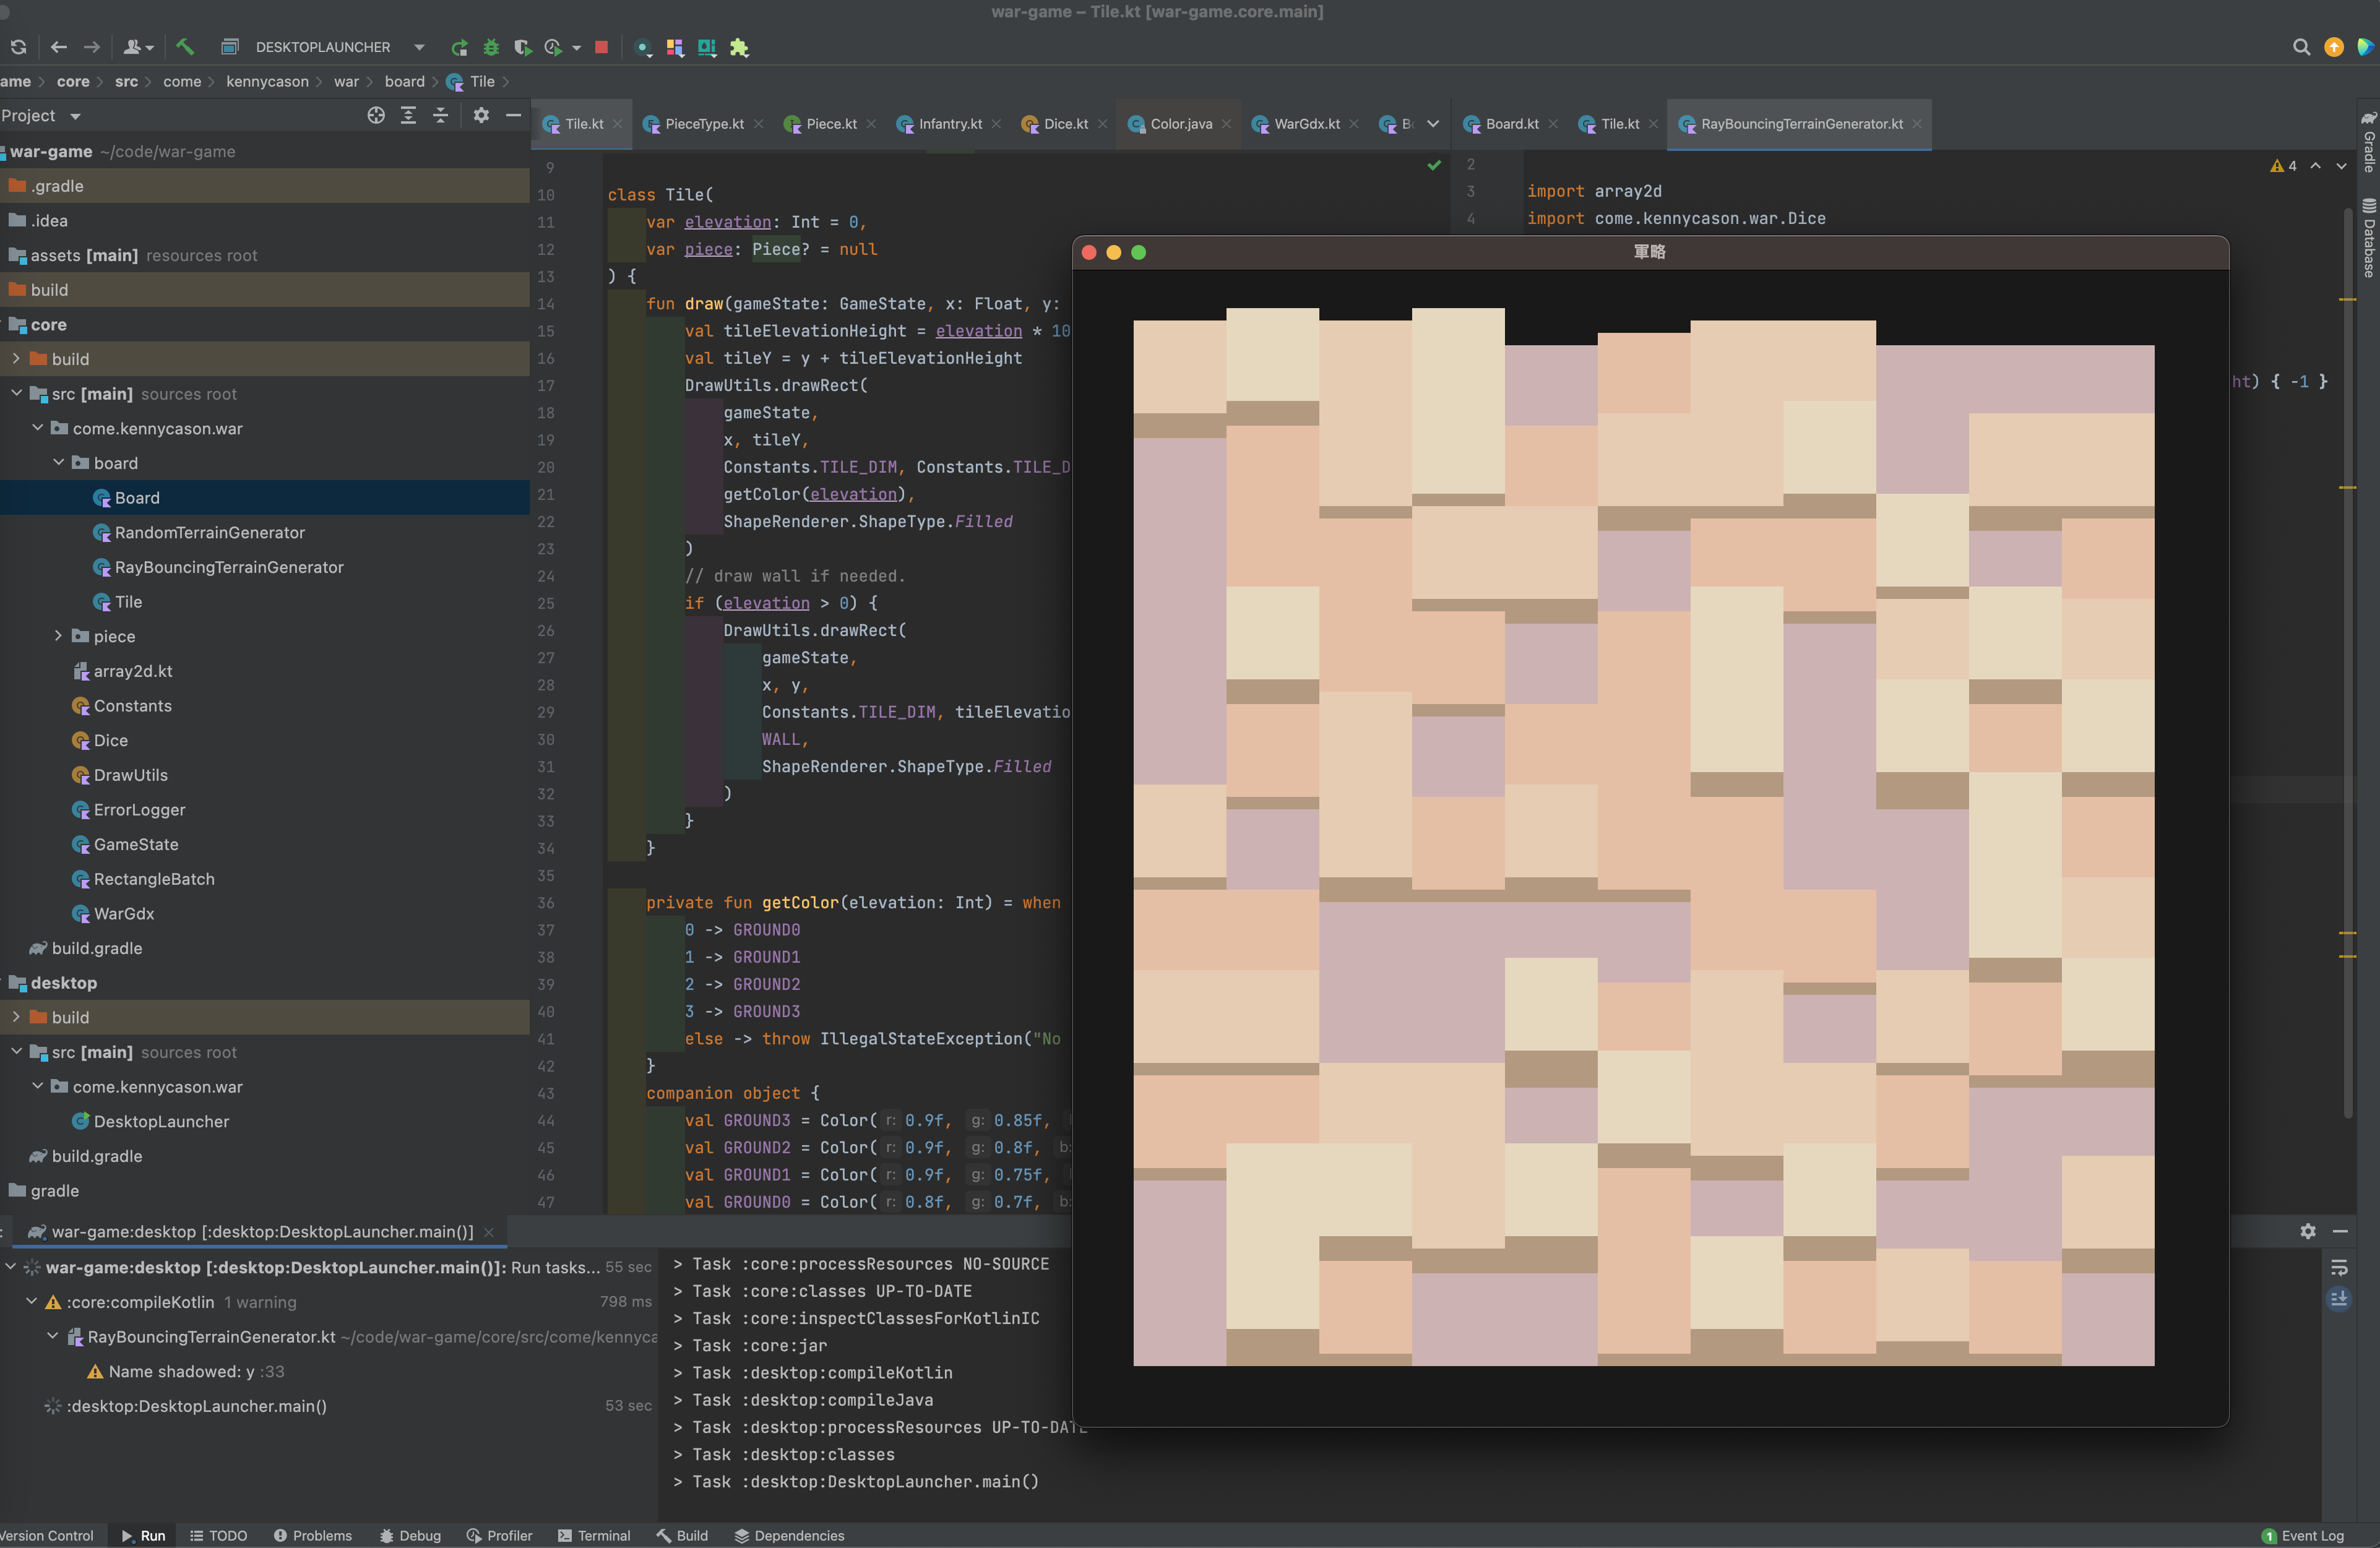 war-game – Tile.kt [war-game.core.main]
DESKTOPLAUNCHER
ame core src come kennycason war board Tile
Project
war-game ~/code/war-game
.gradle
.idea
assets [main] resources root
build
core
build
src [main] sources root
come.kennycason.war
board
Board
RandomTerrainGenerator
RayBouncingTerrainGenerator
Tile
piece
array2d.kt
Constants
Dice
DrawUtils
ErrorLogger
GameState
RectangleBatch
WarGdx
build.gradle
desktop
build
src [main] sources root
come.kennycason.war
DesktopLauncher
build.gradle
gradle
Tile.kt PieceType.kt Piece.kt Infantry.kt Dice.kt Color.java WarGdx.kt Bo
9
10 class Tile(
11 var elevation: Int = 0,
12 var piece: Piece? = null
13 ) {
14 fun draw(gameState: GameState, x: Float, y:
15 val tileElevationHeight = elevation * 10
16 val tileY = y + tileElevationHeight
17 DrawUtils.drawRect(
18 gameState,
19 x, tileY,
20 Constants.TILE_DIM, Constants.TILE_D
21 getColor(elevation),
22 ShapeRenderer.ShapeType.Filled
23 )
24 // draw wall if needed.
25 if (elevation > 0) {
26 DrawUtils.drawRect(
27 gameState,
28 x, y,
29 Constants.TILE_DIM, tileElevatio
30 WALL,
31 ShapeRenderer.ShapeType.Filled
32 )
33 }
34 }
35
36 private fun getColor(elevation: Int) = when
37 0 -> GROUND0
38 1 -> GROUND1
39 2 -> GROUND2
40 3 -> GROUND3
41 else -> throw IllegalStateException("No
42 }
43 companion object {
44 val GROUND3 = Color( r: 0.9f, g: 0.85f,
45 val GROUND2 = Color( r: 0.9f, g: 0.8f, b:
46 val GROUND1 = Color( r: 0.9f, g: 0.75f,
47 val GROUND0 = Color( r: 0.8f, g: 0.7f, b:
Board.kt Tile.kt RayBouncingTerrainGenerator.kt
4
2
3 import array2d
4 import come.kennycason.war.Dice
ht) { -1 }
軍略
Gradle
Database
: war-game:desktop [:desktop:DesktopLauncher.main()]
war-game:desktop [:desktop:DesktopLauncher.main()]: Run tasks... 55 sec
:core:compileKotlin 1 warning 798 ms
RayBouncingTerrainGenerator.kt ~/code/war-game/core/src/come/kennyca
Name shadowed: y :33
:desktop:DesktopLauncher.main() 53 sec
> Task :core:processResources NO-SOURCE
> Task :core:classes UP-TO-DATE
> Task :core:inspectClassesForKotlinIC
> Task :core:jar
> Task :desktop:compileKotlin
> Task :desktop:compileJava
> Task :desktop:processResources UP-TO-DATE
> Task :desktop:classes
> Task :desktop:DesktopLauncher.main()
Version Control Run TODO Problems Debug Profiler Terminal Build Dependencies
1 Event Log